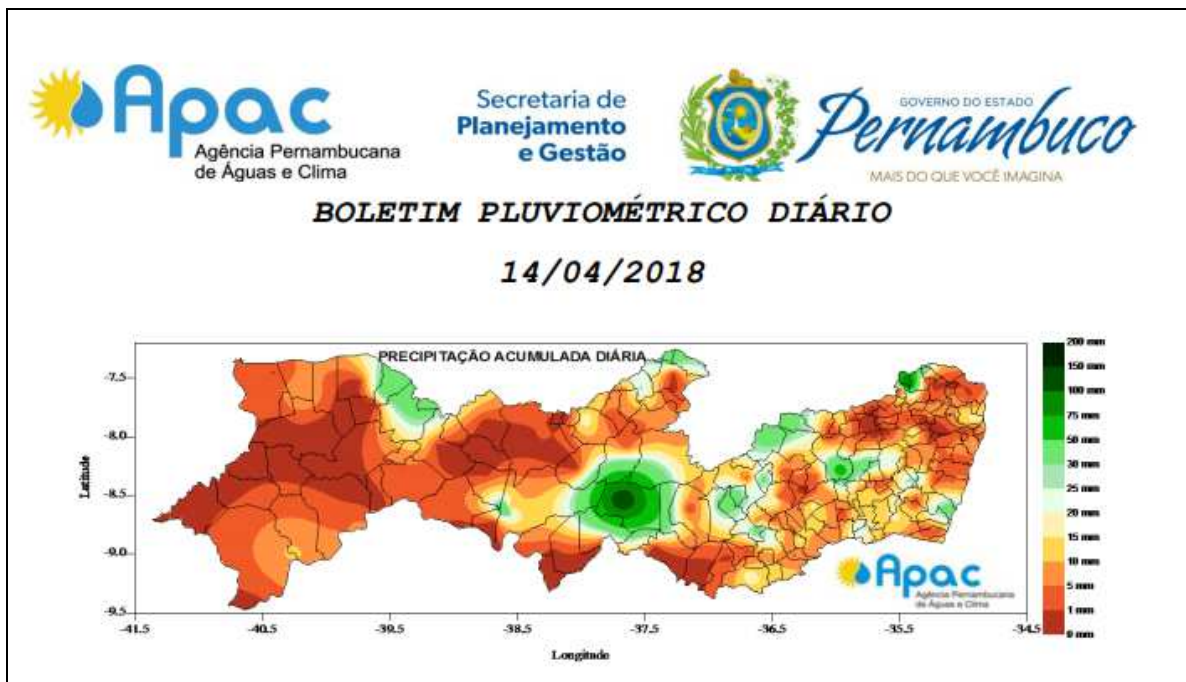 Apac
Agência Pernambucana
de Águas e Clima
Secretaria de
Planejamento
e Gestão
GOVERNO DO ESTADO
Pernambuco
MAIS DO QUE VOCÊ IMAGINA
BOLETIM PLUVIOMÉTRICO DIÁRIO
14/04/2018
PRECIPITAÇÃO ACUMULADA DIÁRIA
-7.5
-8.0
-8.5
-9.0
-9.5
Latitude
-41.5 -40.5 -39.5 -38.5 -37.5 -36.5 -35.5 -34.5
Longitude
200 mm
150 mm
100 mm
75 mm
50 mm
30 mm
25 mm
20 mm
15 mm
10 mm
5 mm
1 mm
0 mm
Apac
Agência Pernambucana
de Águas e Clima